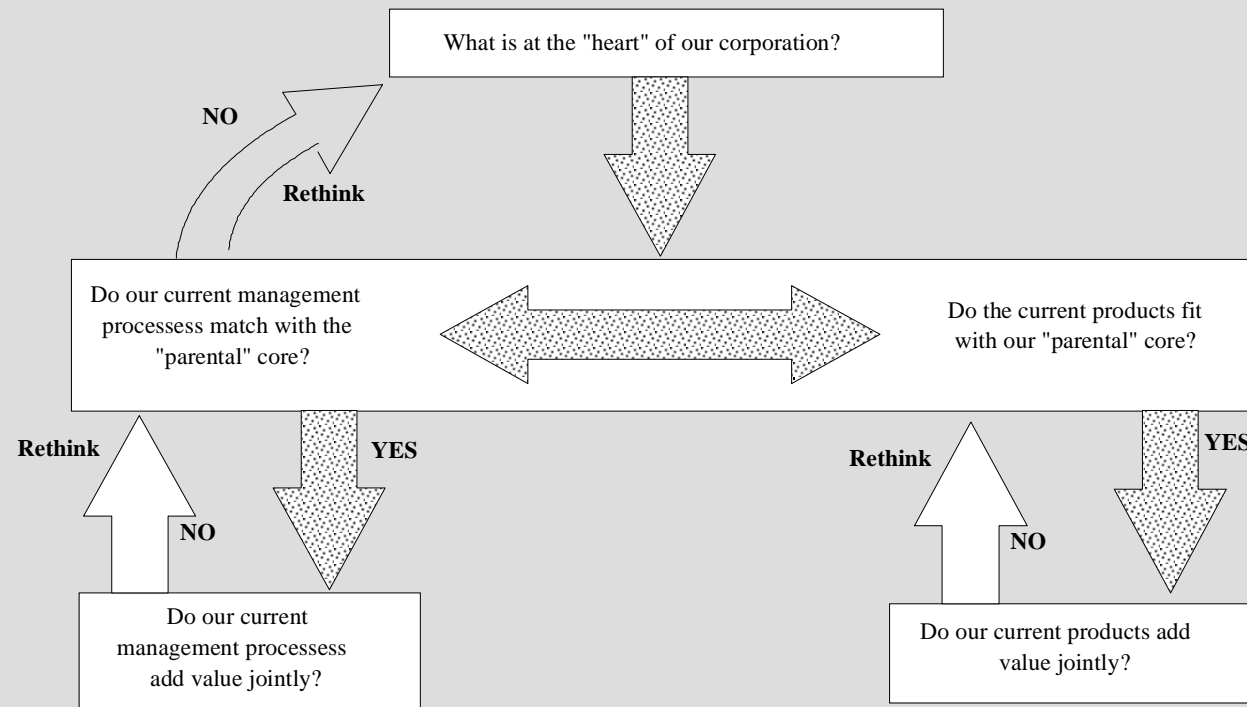 What is at the "heart" of our corporation?
NO
Rethink
Do our current management
processess match with the
"parental" core?
Do the current products fit
with our "parental" core?
Rethink
YES
NO
Rethink
YES
NO
Do our current
management processess
add value jointly?
Do our current products add
value jointly?